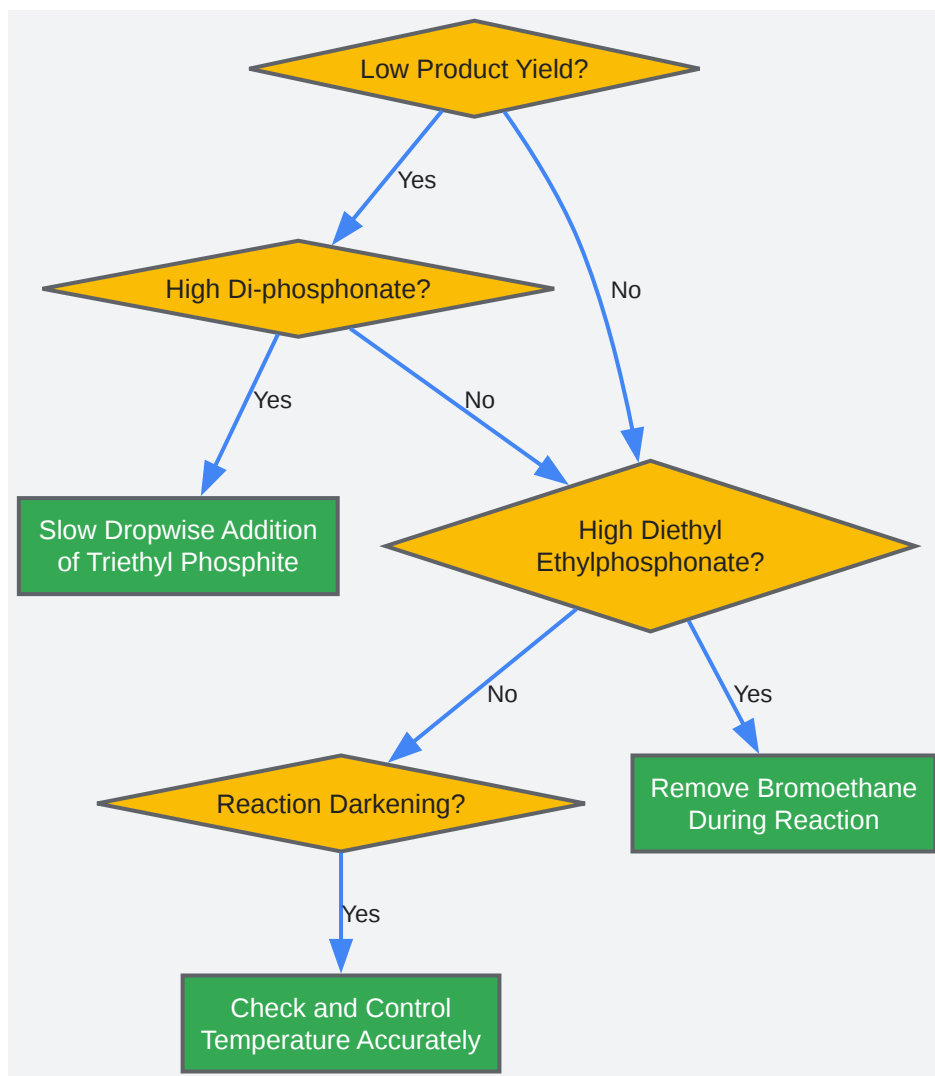 Low Product Yield?
Yes
High Di-phosphonate?
No
Yes
No
Slow Dropwise Addition
of Triethyl Phosphite
High Diethyl
Ethylphosphonate?
No
Yes
Reaction Darkening?
Remove Bromoethane
During Reaction
Yes
Check and Control
Temperature Accurately